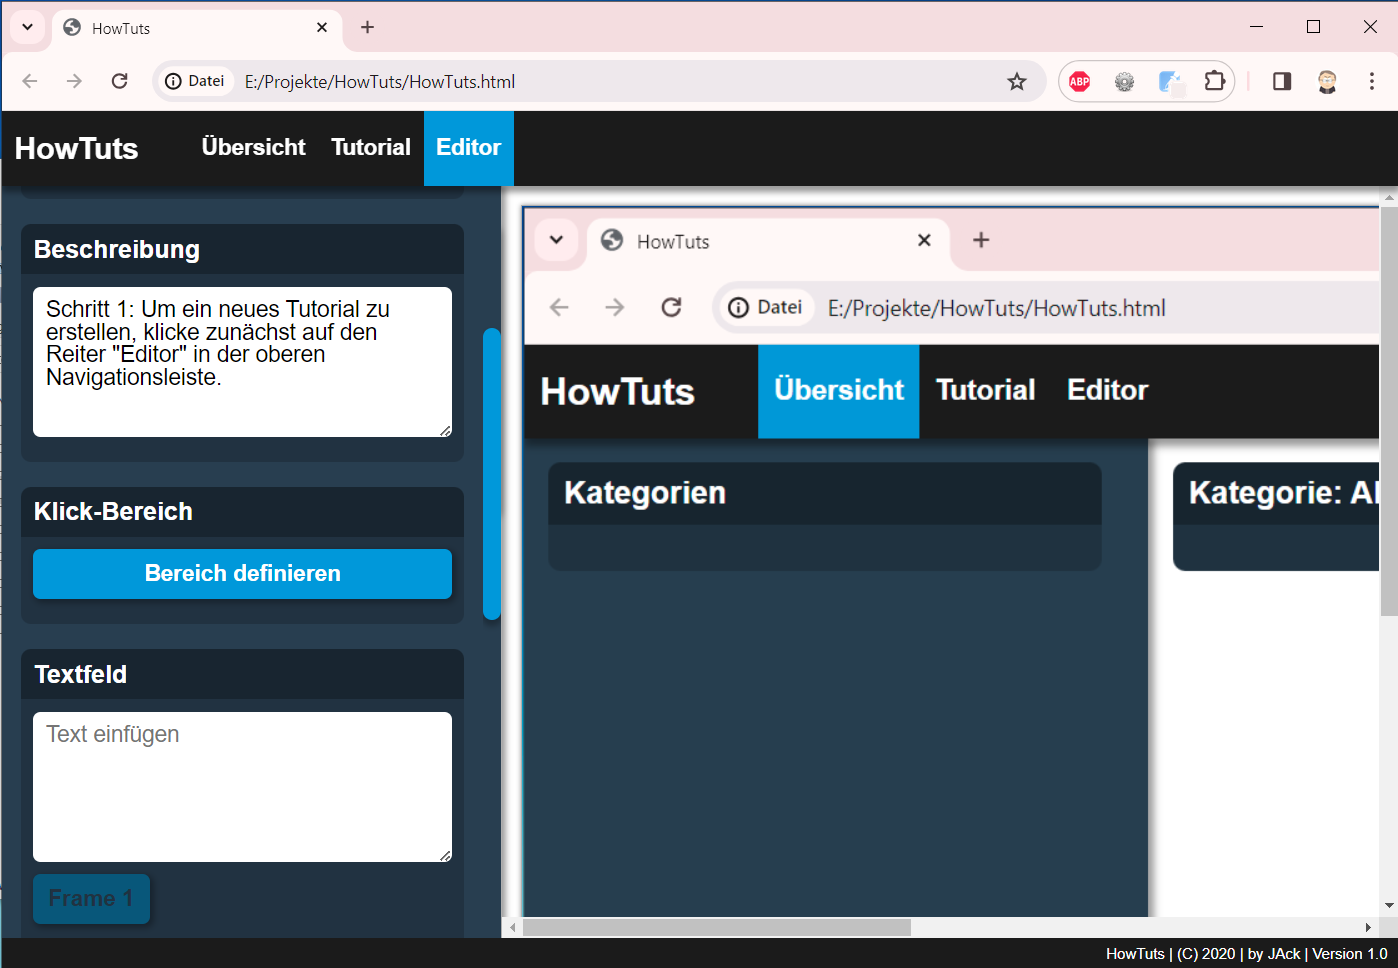 HowTuts
Datei E:/Projekte/HowTuts/HowTuts.html
ABP
HowTuts Übersicht Tutorial Editor
Beschreibung
Schritt 1: Um ein neues Tutorial zu
erstellen, klicke zunächst auf den
Reiter "Editor" in der oberen
Navigationsleiste.
Klick-Bereich
Bereich definieren
Textfeld
Text einfügen
Frame 1
HowTuts
Datei E:/Projekte/HowTuts/HowTuts.html
HowTuts Übersicht Tutorial Editor
Kategorien
Kategorie: Al
HowTuts | (C) 2020 | by JAck | Version 1.0